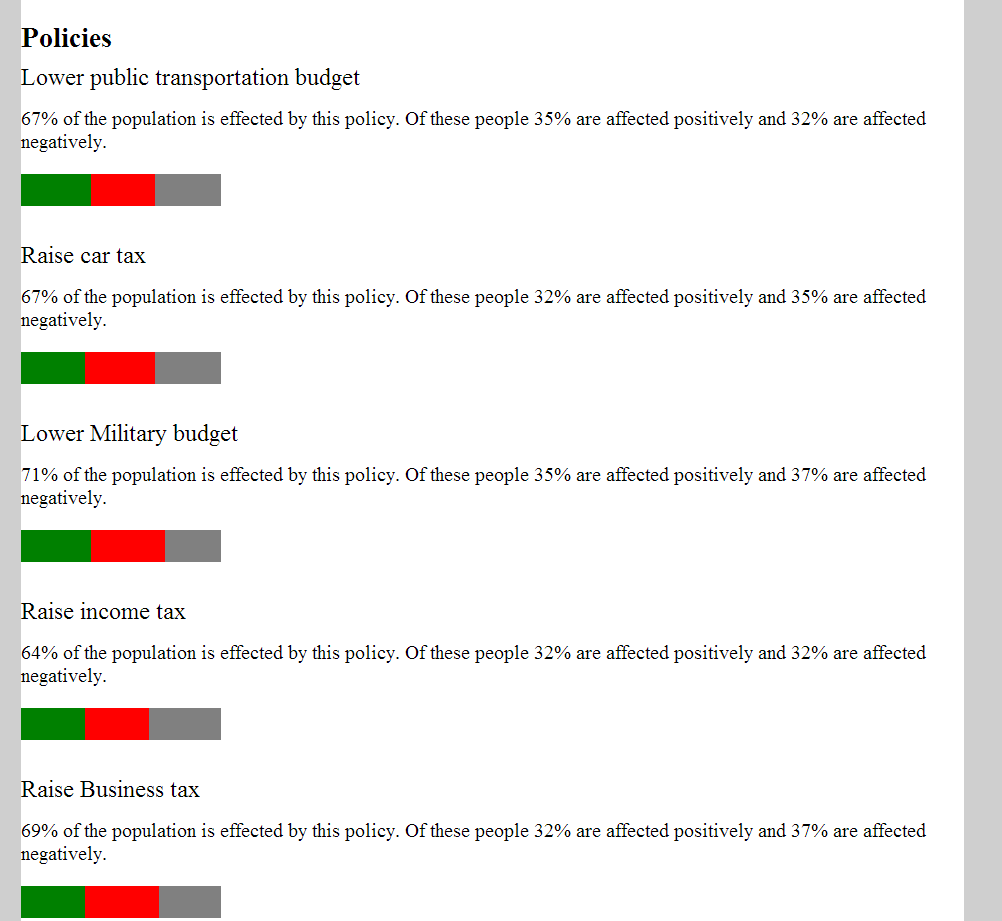 Policies
Lower public transportation budget
67% of the population is effected by this policy. Of these people 35% are affected positively and 32% are affected
negatively.
Raise car tax
67% of the population is effected by this policy. Of these people 32% are affected positively and 35% are affected
negatively.
Lower Military budget
71% of the population is effected by this policy. Of these people 35% are affected positively and 37% are affected
negatively.
Raise income tax
64% of the population is effected by this policy. Of these people 32% are affected positively and 32% are affected
negatively.
Raise Business tax
69% of the population is effected by this policy. Of these people 32% are affected positively and 37% are affected
negatively.